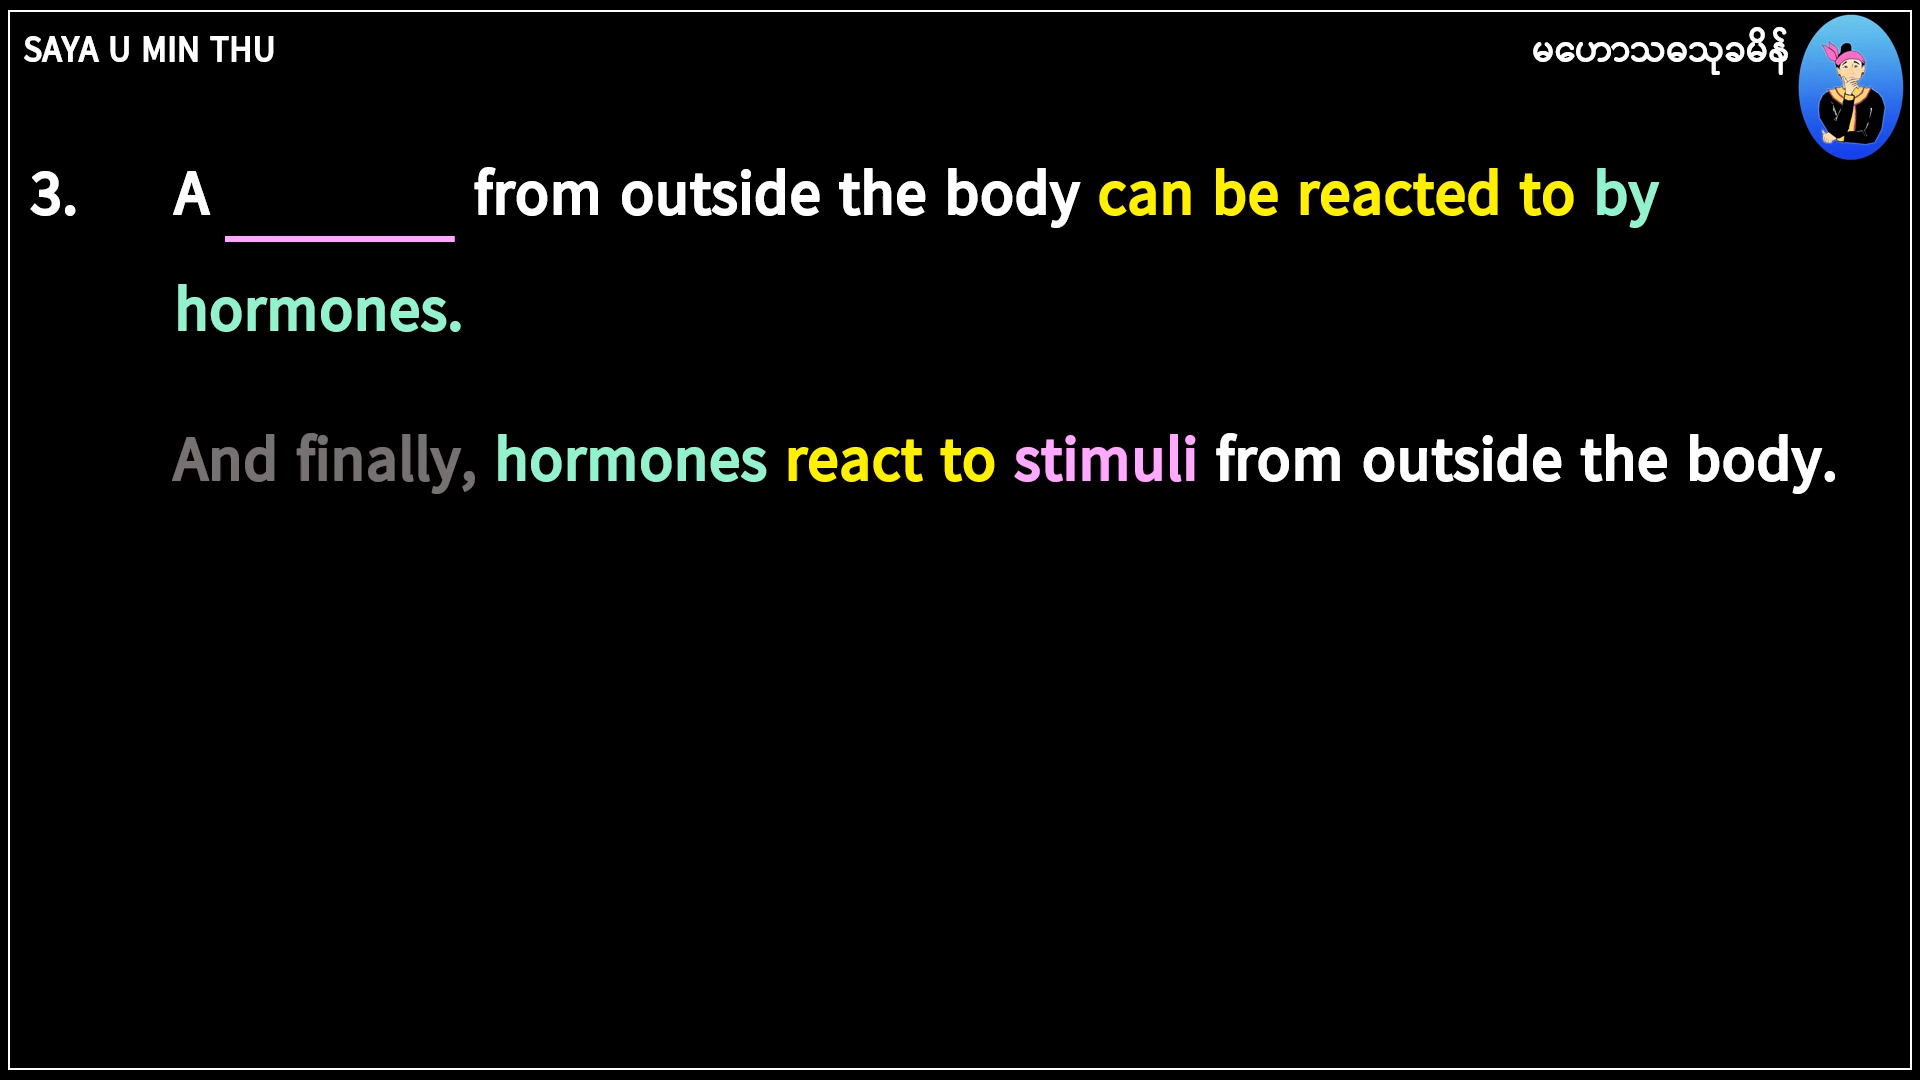 SAYA U MIN THU
မဟောသဓသုခမိန်
3. A ________ from outside the body can be reacted to by
hormones.
And finally, hormones react to stimuli from outside the body.